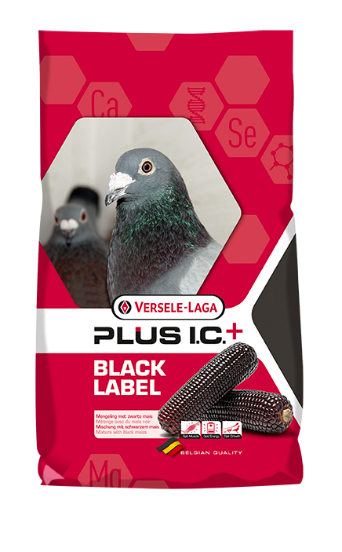 Ca
Se
VERSELE-LAGA
PLUS I.C.+
BLACK
LABEL
Mengeling met zwarte maïs
Mélange avec du maïs noir
Mischung mit schwarzem mais
Mixture with black maize
BELGIAN QUALITY
Mg